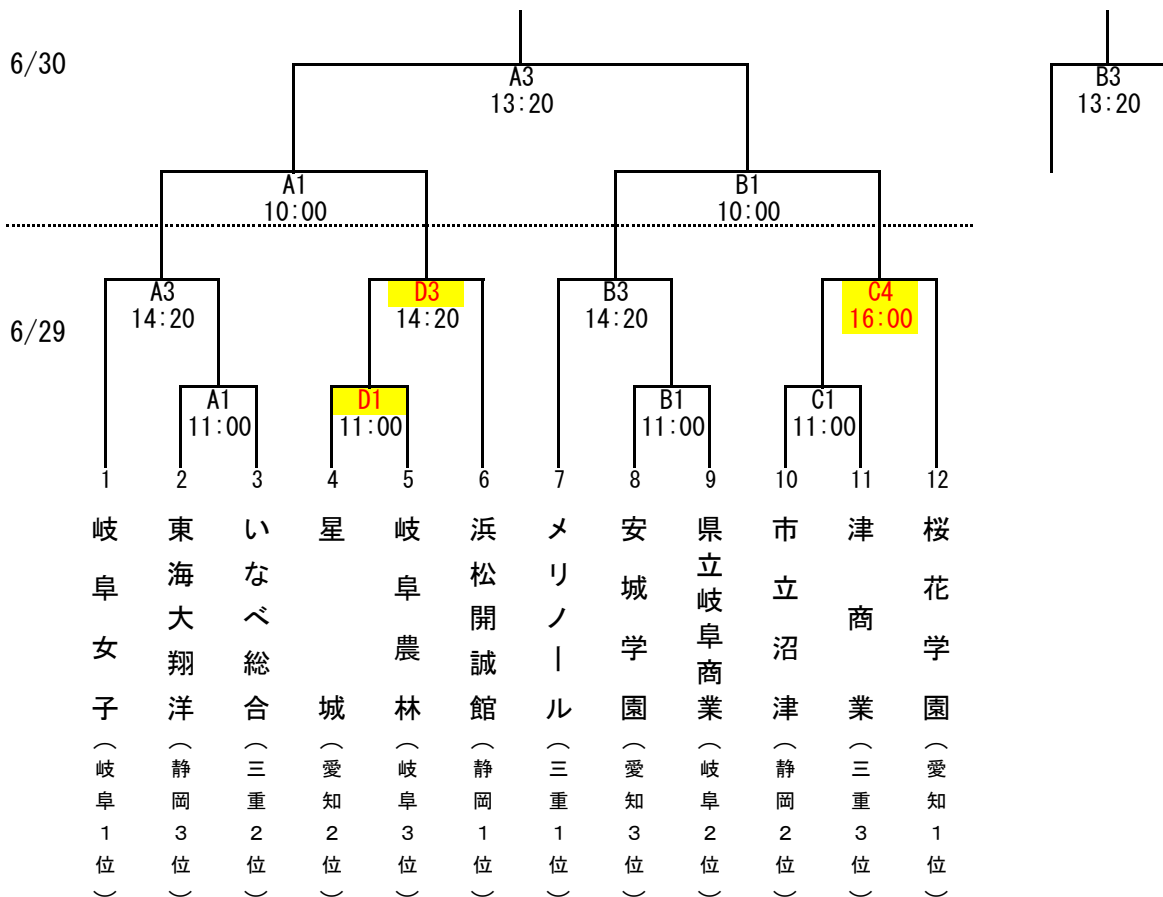 6/30
A3
13:20
B3
13:20
A1
10:00
B1
10:00
6/29
A3
14:20
D3
14:20
B3
14:20
C4
16:00
A1
11:00
D1
11:00
B1
11:00
C1
11:00
1 2 3 4 5 6 7 8 9 10 11 12
岐阜女子（岐阜１位）
東海大翔洋（静岡３位）
いなべ総合（三重２位）
星城（愛知２位）
岐阜農林（岐阜３位）
浜松開誠館（静岡１位）
メリノール（三重１位）
安城学園（愛知３位）
県立岐阜商業（岐阜２位）
市立沼津（静岡２位）
津商業（三重３位）
桜花学園（愛知１位）